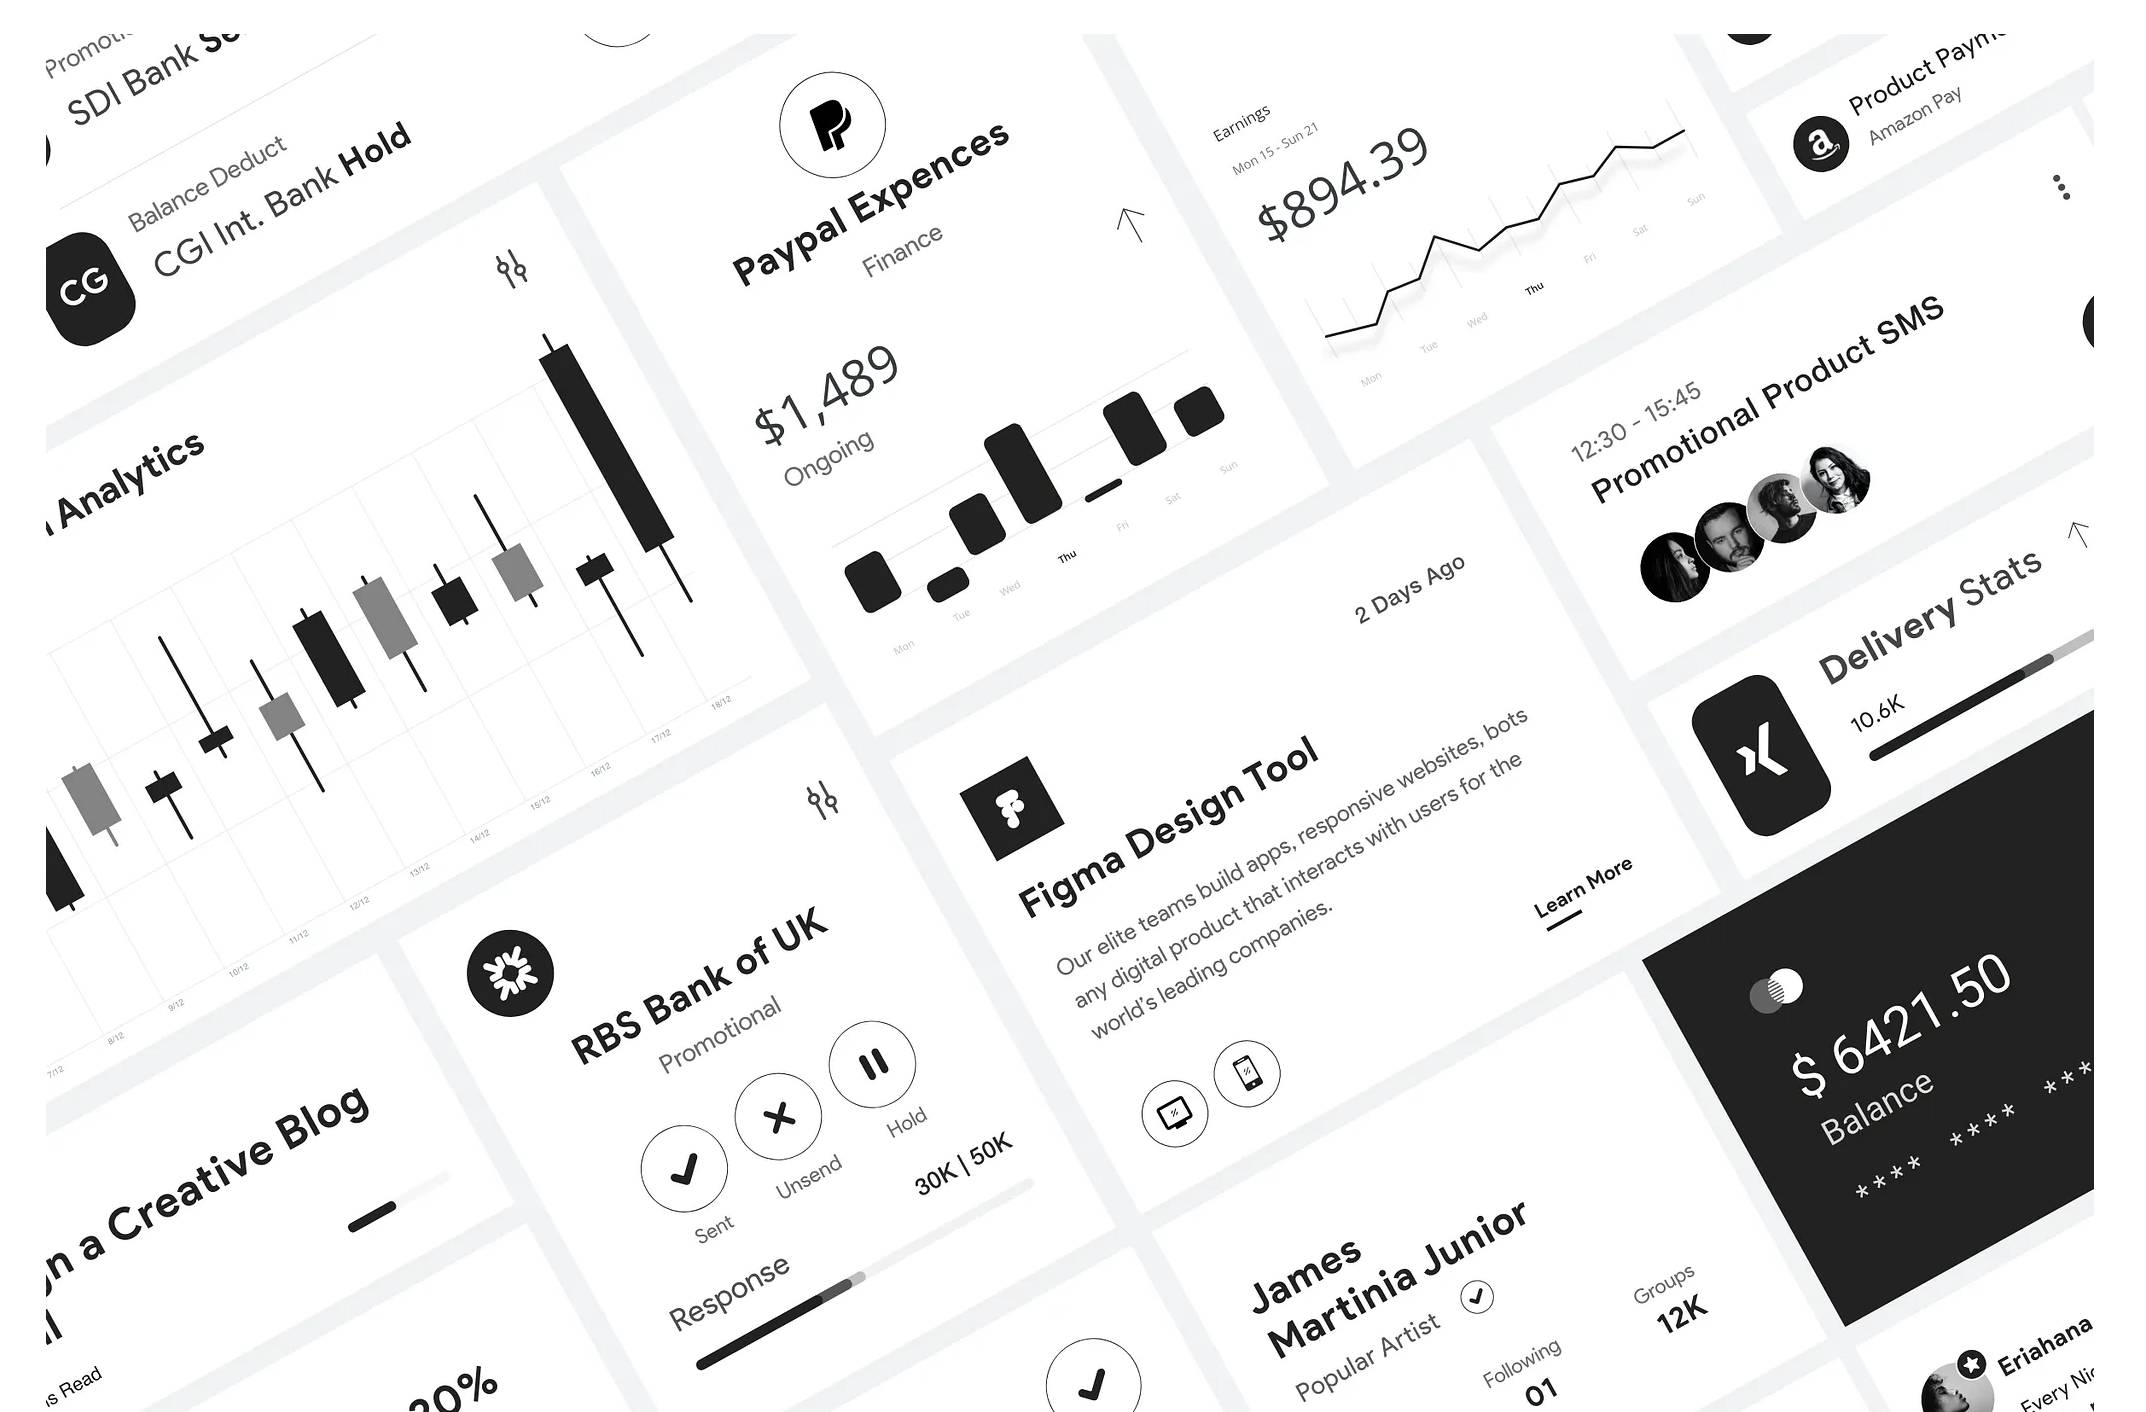 SDI Bank
Balance Deduct
CGI Int. Bank Hold
CG
Analytics
7/12
8/12
9/12
10/12
11/12
12/12
13/12
14/12
15/12
16/12
17/12
18/12
Paypal Expences
Finance
$1,489
Ongoing
Mon
Tue
Wed
Thu
Fri
Sat
Sun
Earnings
Mon 15 - Sun 21
$894.39
Mon
Tue
Wed
Thu
Fri
Sat
Sun
Product
Amazon Pay
12:30 - 15:45
Promotional Product SMS
Delivery Stats
10.6K
2 Days Ago
Figma Design Tool
Our elite teams build apps, responsive websites, bots
any digital product that interacts with users for the
world's leading companies.
Learn More
RBS Bank of UK
Promotional
Sent
Unsend
Hold
30K | 50K
Response
a Creative Blog
Read
$ 6421.50
Balance
**** **** ***
James
Martinia Junior
Popular Artist
Following
01
Groups
12K
Eriahana
Every